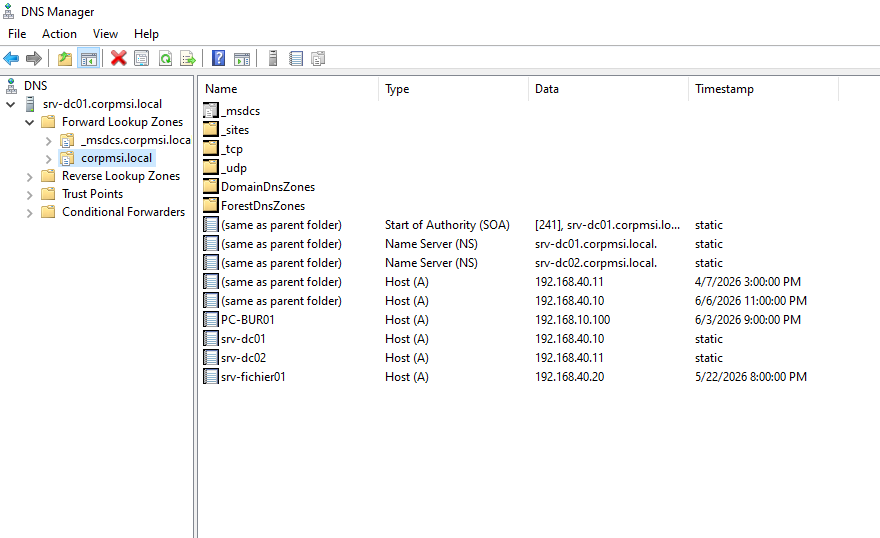 DNS Manager
File Action View Help
DNS
srv-dc01.corpmsi.local
Forward Lookup Zones
_msdcs.corpmsi.loca
corpmsi.local
Reverse Lookup Zones
Trust Points
Conditional Forwarders
Name Type Data Timestamp
_msdcs
_sites
_tcp
_udp
DomainDnsZones
ForestDnsZones
(same as parent folder) Start of Authority (SOA) [241], srv-dc01.corpmsi.lo... static
(same as parent folder) Name Server (NS) srv-dc01.corpmsi.local. static
(same as parent folder) Name Server (NS) srv-dc02.corpmsi.local. static
(same as parent folder) Host (A) 192.168.40.11 4/7/2026 3:00:00 PM
(same as parent folder) Host (A) 192.168.40.10 6/6/2026 11:00:00 PM
PC-BUR01 Host (A) 192.168.10.100 6/3/2026 9:00:00 PM
srv-dc01 Host (A) 192.168.40.10 static
srv-dc02 Host (A) 192.168.40.11 static
srv-fichier01 Host (A) 192.168.40.20 5/22/2026 8:00:00 PM